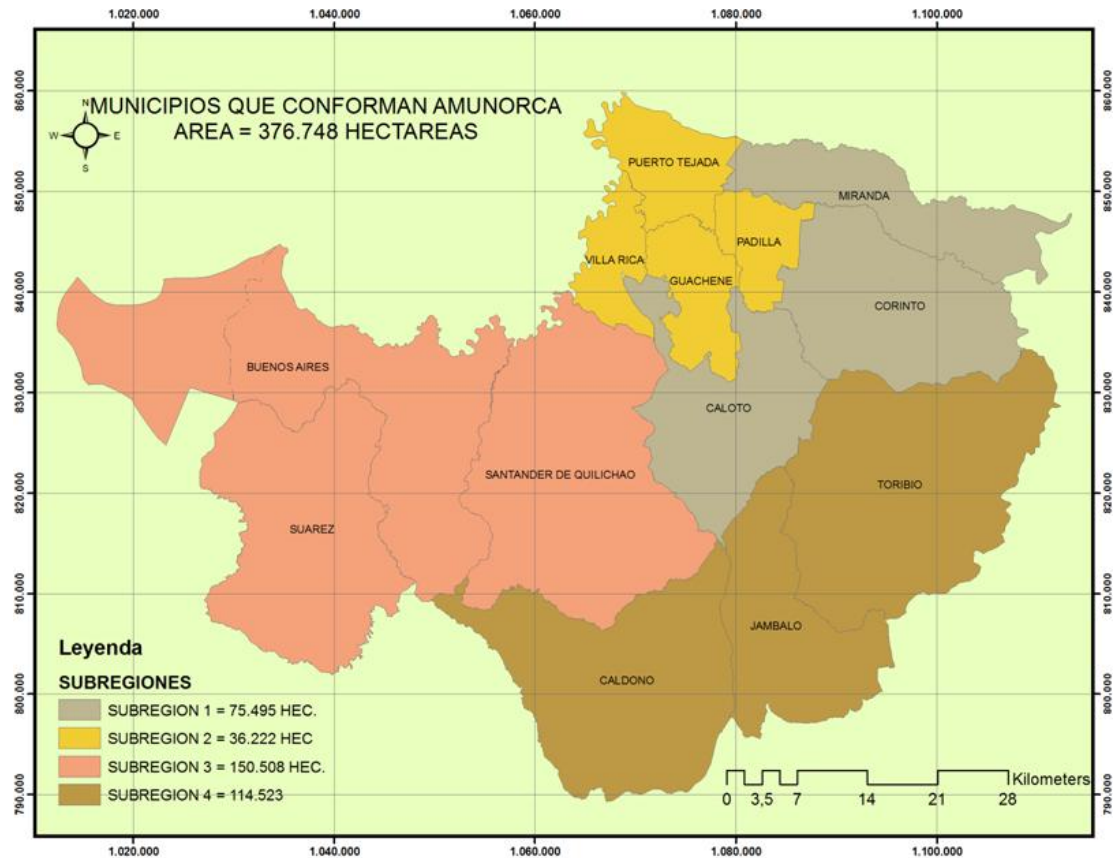 1.020.000 1.040.000 1.060.000 1.080.000 1.100.000
860.000 860.000
N
MUNICIPIOS QUE CONFORMAN AMUNORCA
W E
AREA = 376.748 HECTAREAS
S
PUERTO TEJADA
850.000 850.000
MIRANDA
PADILLA
VILLA RICA
GUACHENE
840.000 840.000
CORINTO
BUENOS AIRES
830.000 830.000
CALOTO
SANTANDER DE QUILICHAO
TORIBIO
820.000 820.000
SUAREZ
810.000 810.000
JAMBALO
Leyenda
CALDONO
SUBREGIONES
800.000 800.000
SUBREGION 1 = 75.495 HEC.
SUBREGION 2 = 36.222 HEC
SUBREGION 3 = 150.508 HEC.
Kilometers
SUBREGION 4 = 114.523
790.000 790.000
0 3,5 7 14 21 28
1.020.000 1.040.000 1.060.000 1.080.000 1.100.000